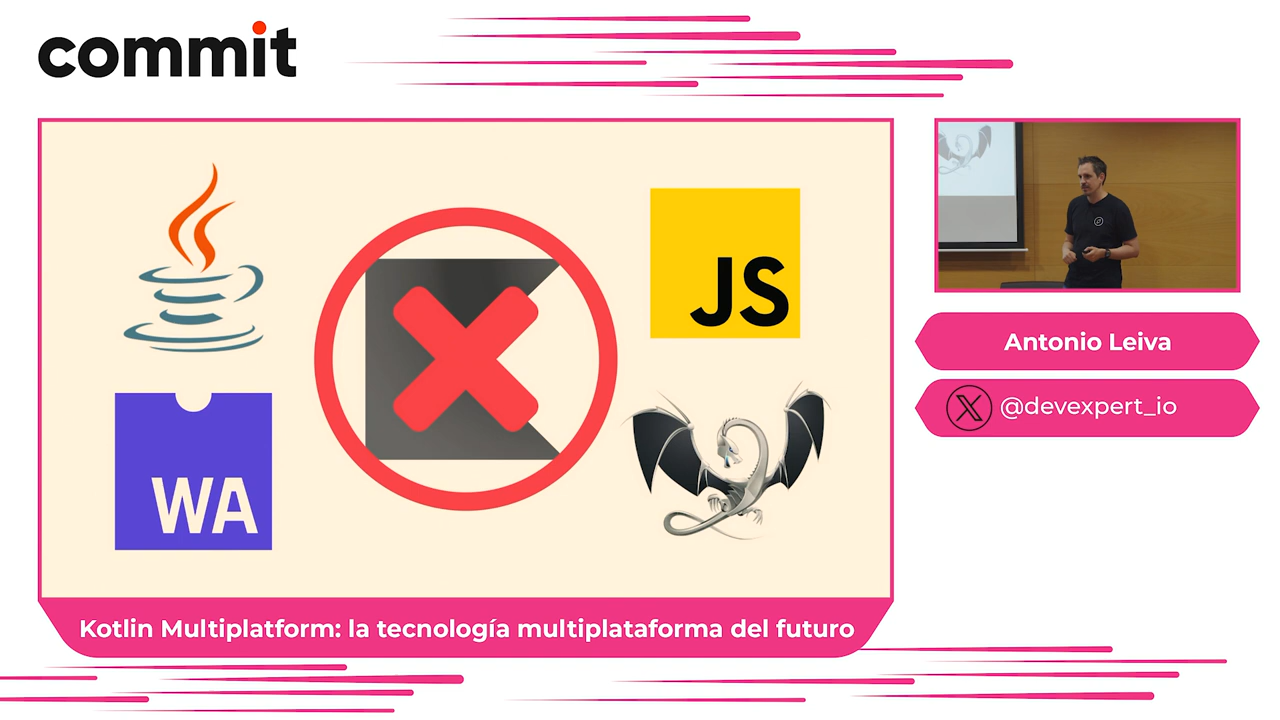 commit
JS
WA
Antonio Leiva
@devexpert_io
Kotlin Multiplatform: la tecnología multiplataforma del futuro